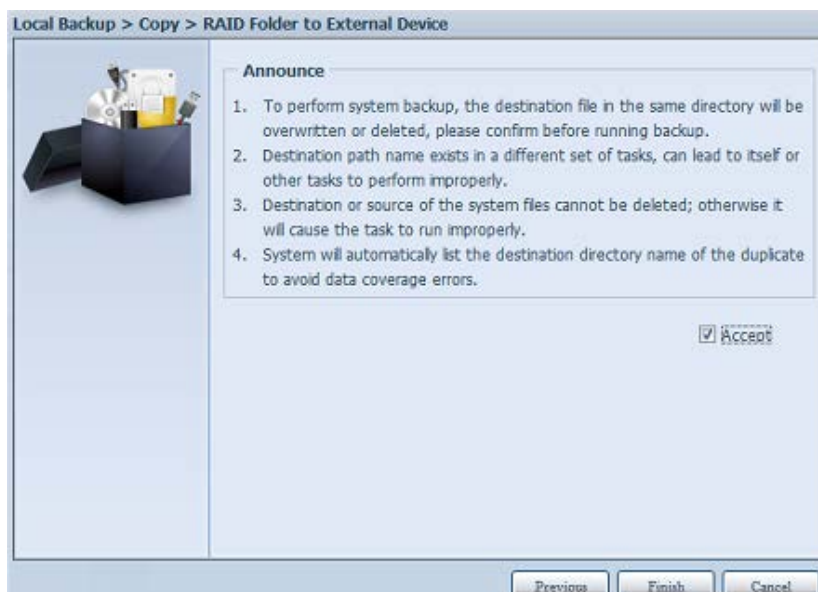 Local Backup > Copy > RAID Folder to External Device
Announce
1. To perform system backup, the destination file in the same directory will be
overwritten or deleted, please confirm before running backup.
2. Destination path name exists in a different set of tasks, can lead to itself or
other tasks to perform improperly.
3. Destination or source of the system files cannot be deleted; otherwise it
will cause the task to run improperly.
4. System will automatically list the destination directory name of the duplicate
to avoid data coverage errors.
Accept
Previous Finish Cancel